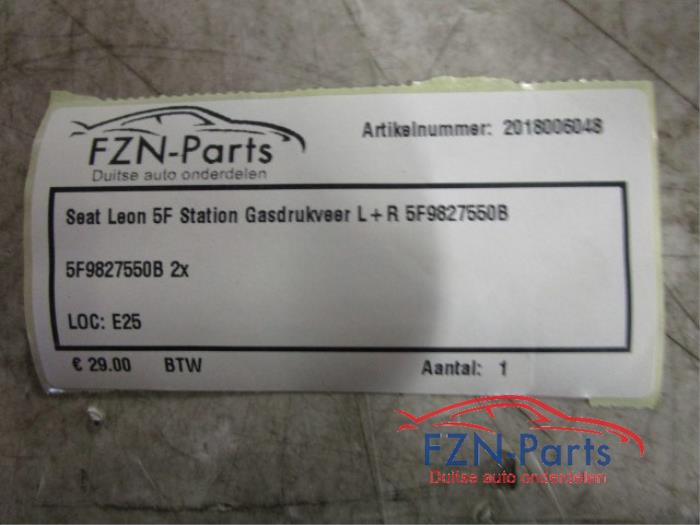 FZN-Parts
Duitse auto onderdelen
Artikelnummer: 2018006048
Seat Leon 5F Station Gasdrukveer L+R 5F9827550B
5F9827550B 2x
LOC: E25
€ 29.00 BTW Aantal: 1
FZN-Parts
Duitse auto onderdelen